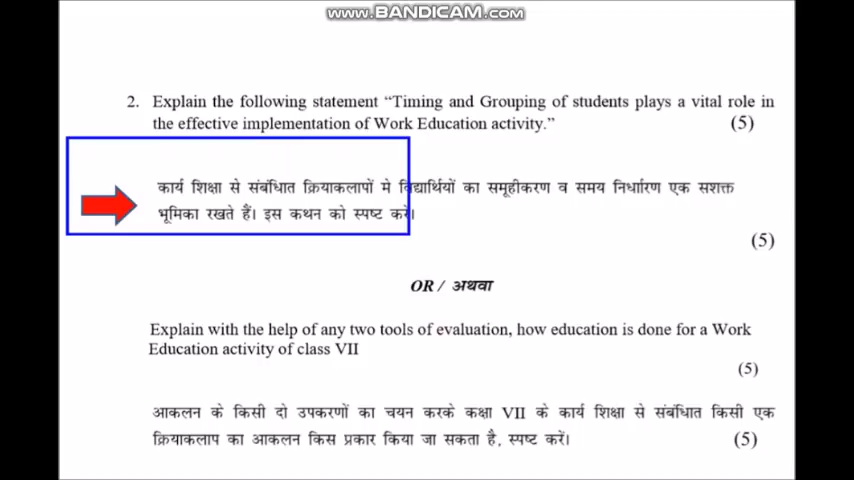 www.BANDICAM.com
2. Explain the following statement “Timing and Grouping of students plays a vital role in
the effective implementation of Work Education activity.” (5)
कार्य शिक्षा से संबंधित क्रियाकलापों मे विद्यार्थियों का समूहीकरण व समय निर्धारण एक सशक्त
भूमिका रखते हैं। इस कथन को स्पष्ट करें।
(5)
OR / अथवा
Explain with the help of any two tools of evaluation, how education is done for a Work
Education activity of class VII
(5)
आकलन के किसी दो उपकरणों का चयन करके कक्षा VII के कार्य शिक्षा से संबंधित किसी एक
क्रियाकलाप का आकलन किस प्रकार किया जा सकता है, स्पष्ट करें। (5)